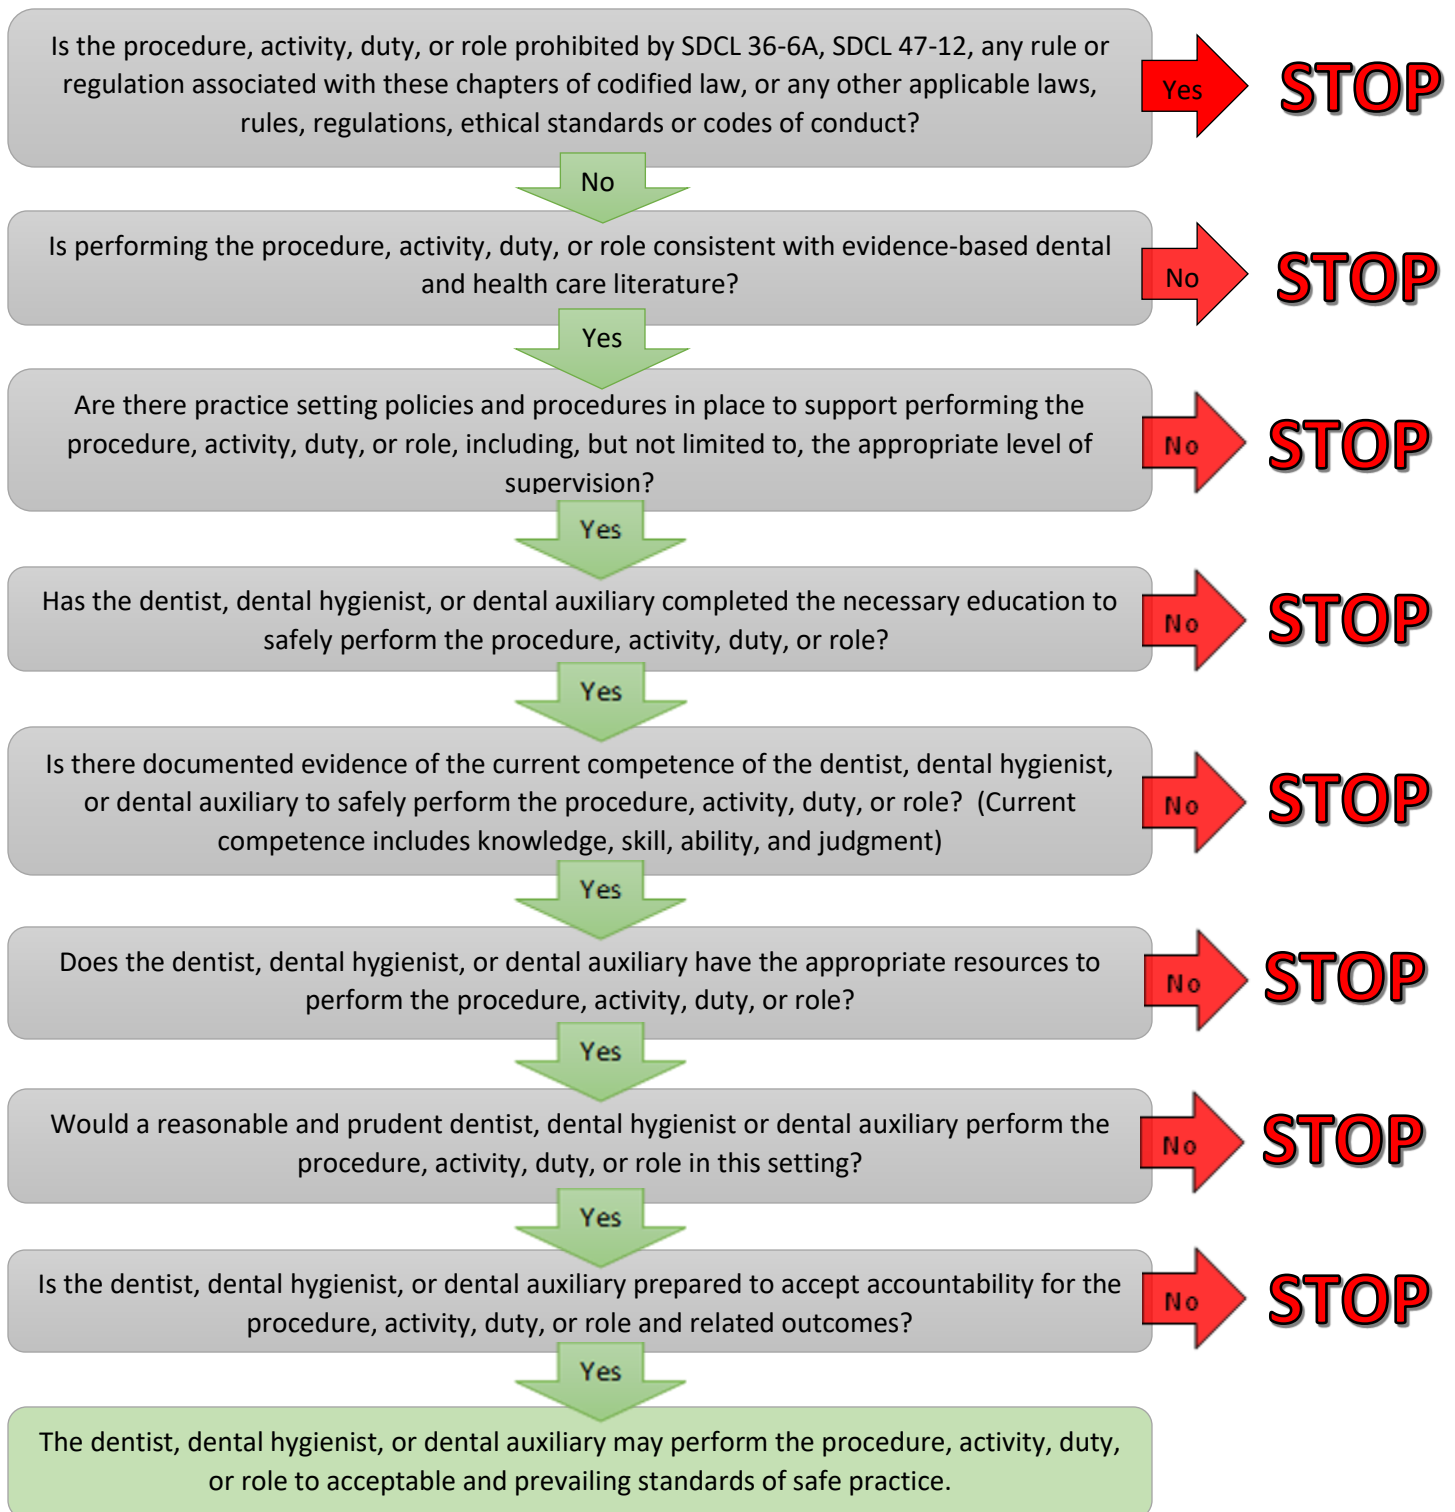 Is the procedure, activity, duty, or role prohibited by SDCL 36-6A, SDCL 47-12, any rule or
regulation associated with these chapters of codified law, or any other applicable laws,
rules, regulations, ethical standards or codes of conduct?
Yes
STOP
No
Is performing the procedure, activity, duty, or role consistent with evidence-based dental
and health care literature?
No
STOP
Yes
Are there practice setting policies and procedures in place to support performing the
procedure, activity, duty, or role, including, but not limited to, the appropriate level of
supervision?
No
STOP
Yes
Has the dentist, dental hygienist, or dental auxiliary completed the necessary education to
safely perform the procedure, activity, duty, or role?
No
STOP
Yes
Is there documented evidence of the current competence of the dentist, dental hygienist,
or dental auxiliary to safely perform the procedure, activity, duty, or role?  (Current
competence includes knowledge, skill, ability, and judgment)
No
STOP
Yes
Does the dentist, dental hygienist, or dental auxiliary have the appropriate resources to
perform the procedure, activity, duty, or role?
No
STOP
Yes
Would a reasonable and prudent dentist, dental hygienist or dental auxiliary perform the
procedure, activity, duty, or role in this setting?
No
STOP
Yes
Is the dentist, dental hygienist, or dental auxiliary prepared to accept accountability for the
procedure, activity, duty, or role and related outcomes?
No
STOP
Yes
The dentist, dental hygienist, or dental auxiliary may perform the procedure, activity, duty,
or role to acceptable and prevailing standards of safe practice.